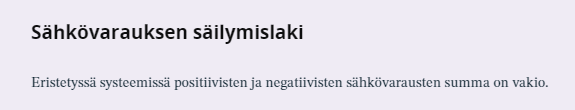 Sähkövarauksen säilymislaki
Eristetyssä systeemissä positiivisten ja negatiivisten sähkövarausten summa on vakio.